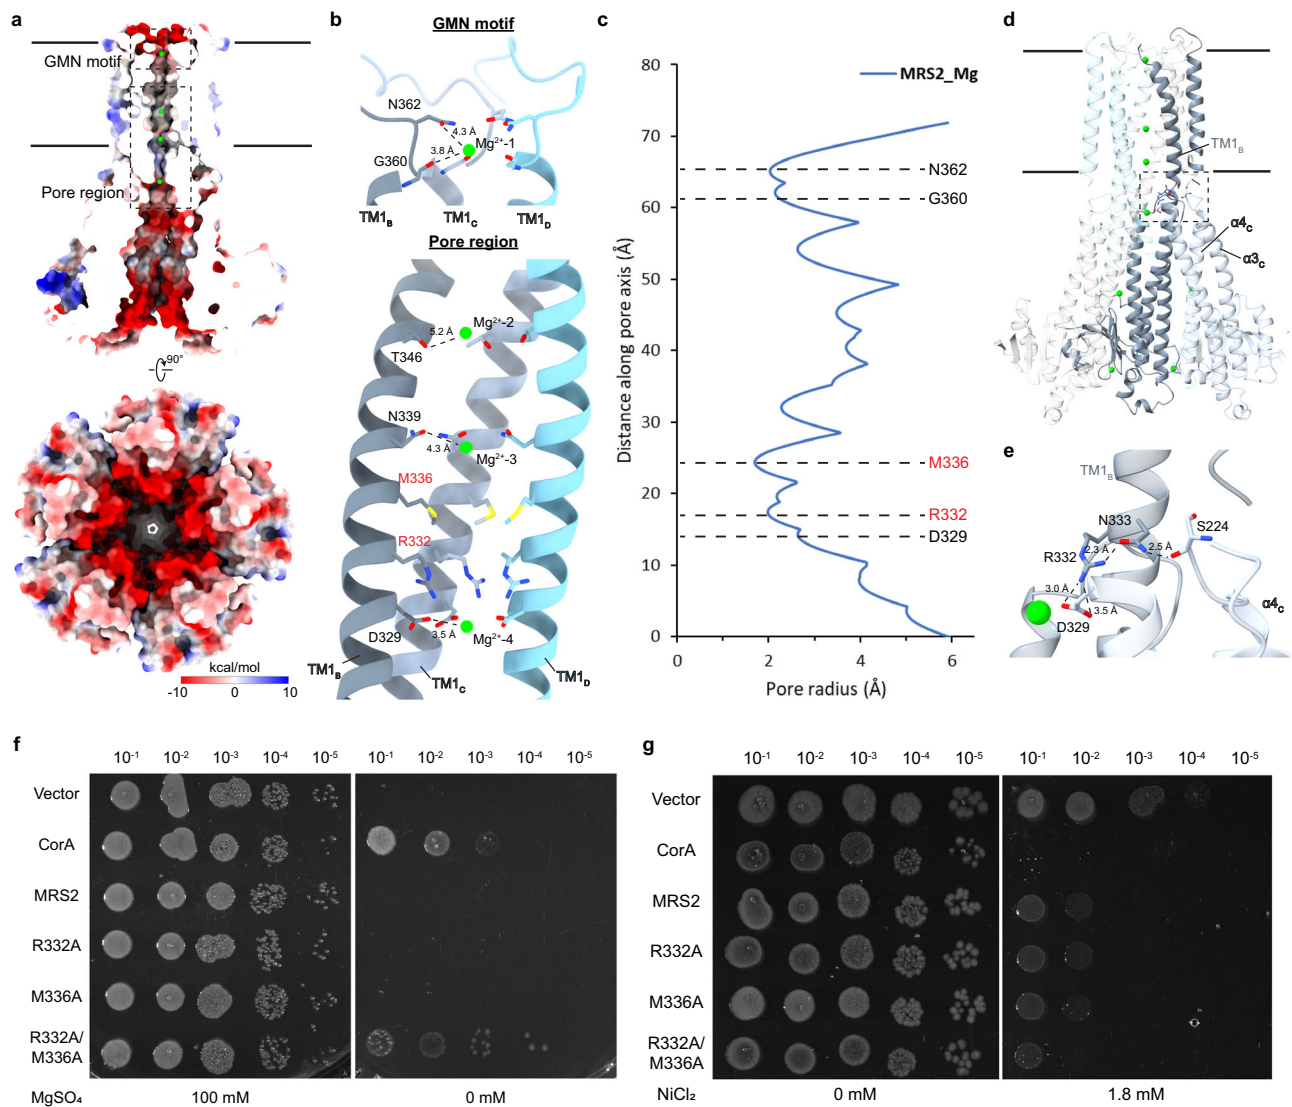 a
GMN motif
Pore region
90°
kcal/mol
-10 0 10
b
GMN motif
N362
4.3 Å
Mg²⁺-1
3.8 Å
G360
TM1B TM1C TM1D
Pore region
Mg²⁺-2
5.2 Å
T346
N339
4.3 Å
Mg²⁺-3
M336
R332
D329
3.5 Å
Mg²⁺-4
TM1B
TM1C
TM1D
c
MRS2_Mg
80
70
60
50
40
30
20
10
0
Distance along pore axis (Å)
N362
G360
M336
R332
D329
0 2 4 6
Pore radius (Å)
d
TM1B
α4C
α3C
e
TM1B
N333
S224
R332
2.3 Å
2.5 Å
3.0 Å
3.5 Å
D329
α4C
f
10⁻¹ 10⁻² 10⁻³ 10⁻⁴ 10⁻⁵ 10⁻¹ 10⁻² 10⁻³ 10⁻⁴ 10⁻⁵
Vector
CorA
MRS2
R332A
M336A
R332A/
M336A
MgSO₄ 100 mM 0 mM
g
10⁻¹ 10⁻² 10⁻³ 10⁻⁴ 10⁻⁵ 10⁻¹ 10⁻² 10⁻³ 10⁻⁴ 10⁻⁵
Vector
CorA
MRS2
R332A
M336A
R332A/
M336A
NiCl₂ 0 mM 1.8 mM